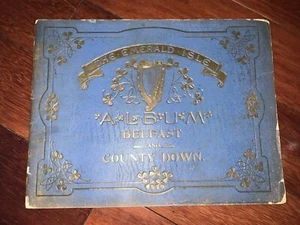 THE EMERALD ISLE
ALBUM
BELFAST
AND
COUNTY DOWN.